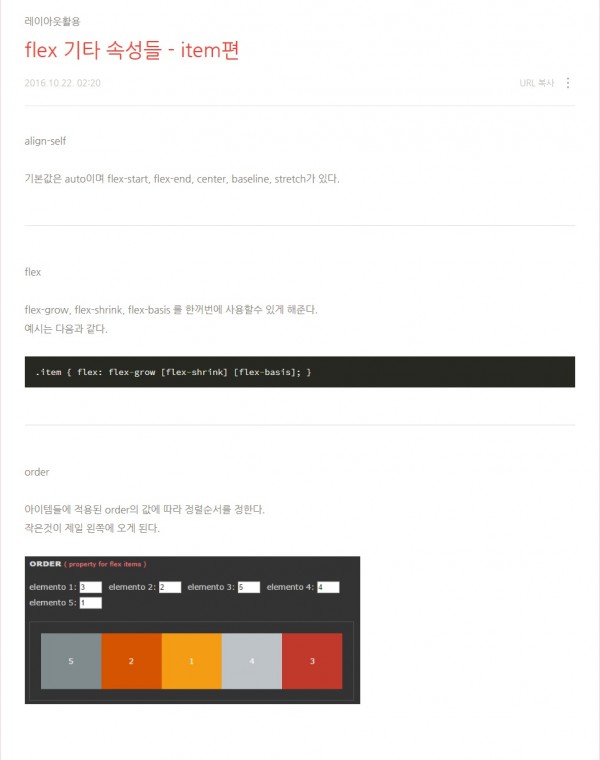 레이아웃활용
flex 기타 속성들 - item편
2016.10.22. 02:20
URL 복사
align-self
기본값은 auto이며 flex-start, flex-end, center, baseline, stretch가 있다.
flex
flex-grow, flex-shrink, flex-basis 를 한꺼번에 사용할수 있게 해준다.
예시는 다음과 같다.
.item { flex: flex-grow [flex-shrink] [flex-basis]; }
order
아이템들에 적용된 order의 값에 따라 정렬순서를 정한다.
작은것이 제일 왼쪽에 오게 된다.
ORDER ( property for flex items )
elemento 1: 3 elemento 2: 2 elemento 3: 5 elemento 4: 4
elemento 5: 1
5 2 1 4 3